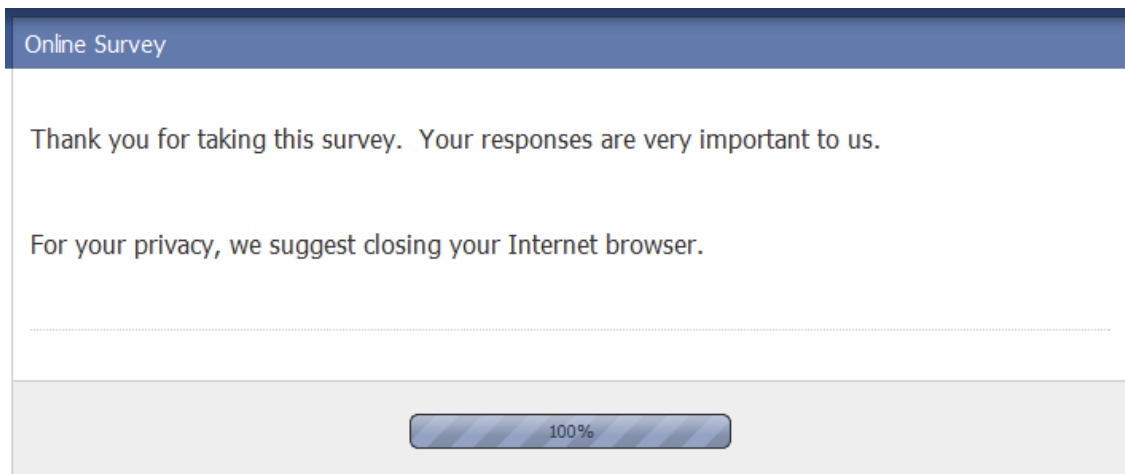 Online Survey
Thank you for taking this survey.  Your responses are very important to us.
For your privacy, we suggest closing your Internet browser.
100%